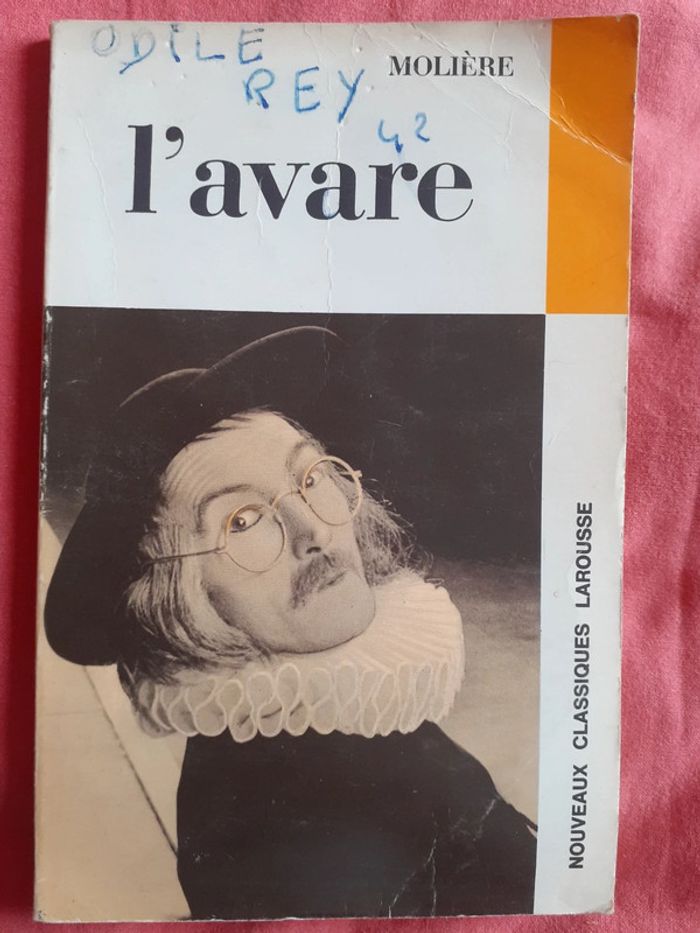 ODILE
REY
42
MOLIÈRE
l'avare
NOUVEAUX CLASSIQUES LAROUSSE